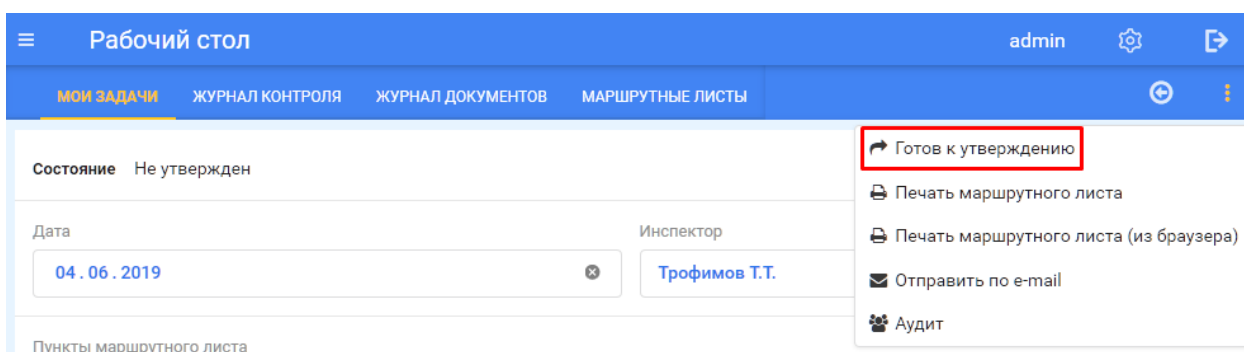 Рабочий стол admin
МОИ ЗАДАЧИ ЖУРНАЛ КОНТРОЛЯ ЖУРНАЛ ДОКУМЕНТОВ МАРШРУТНЫЕ ЛИСТЫ
Состояние Не утвержден
Дата
04 . 06 . 2019
Инспектор
Трофимов Т.Т.
Пункты маршрутного листа
Готов к утверждению
Печать маршрутного листа
Печать маршрутного листа (из браузера)
Отправить по e-mail
Аудит